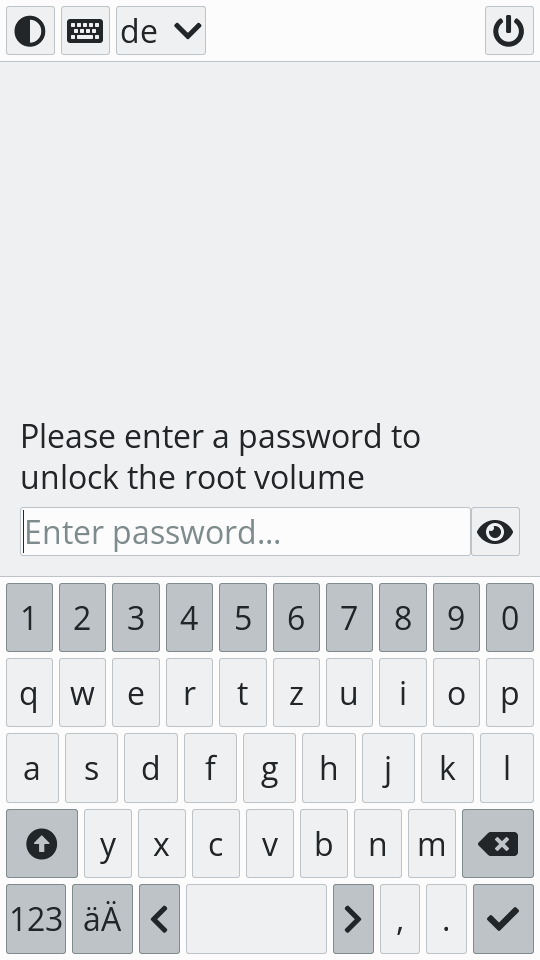 de
Please enter a password to
unlock the root volume
Enter password...
1 2 3 4 5 6 7 8 9 0
q w e r t z u i o p
a s d f g h j k l
y x c v b n m
123 äÄ , .